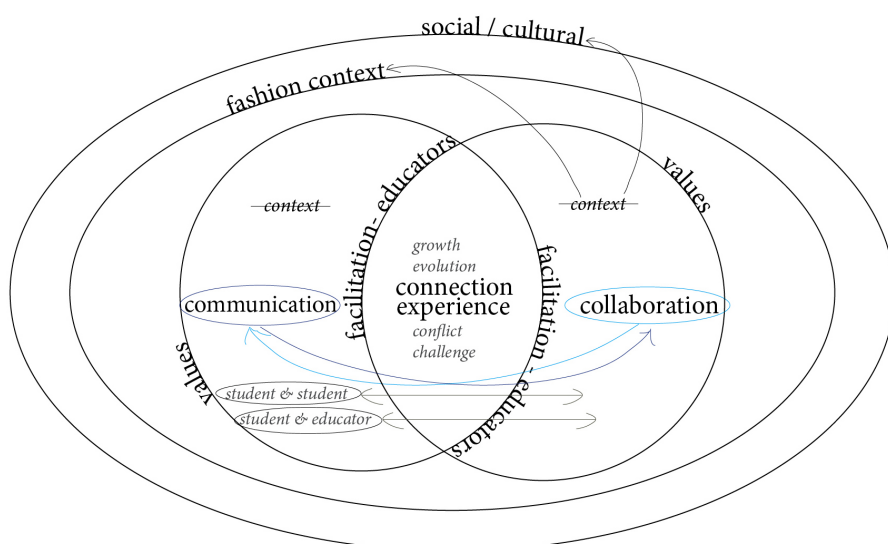 social / cultural
fashion context
facilitation- educators
values
context
context
growth
evolution
connection
experience
conflict
challenge
communication
collaboration
facilitation - educators
values
student & student
student & educator